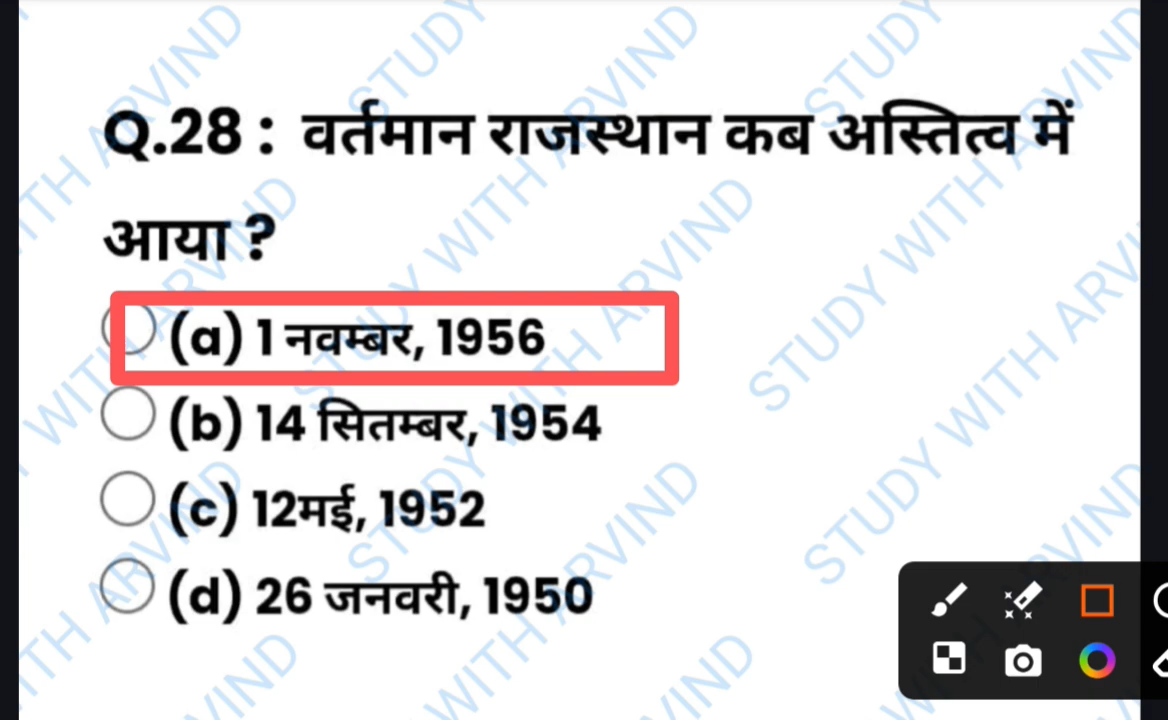 Q.28 : वर्तमान राजस्थान कब अस्तित्व में
आया ?
(a) 1 नवम्बर, 1956
(b) 14 सितम्बर, 1954
(c) 12मई, 1952
(d) 26 जनवरी, 1950
STUDY WITH ARVIND